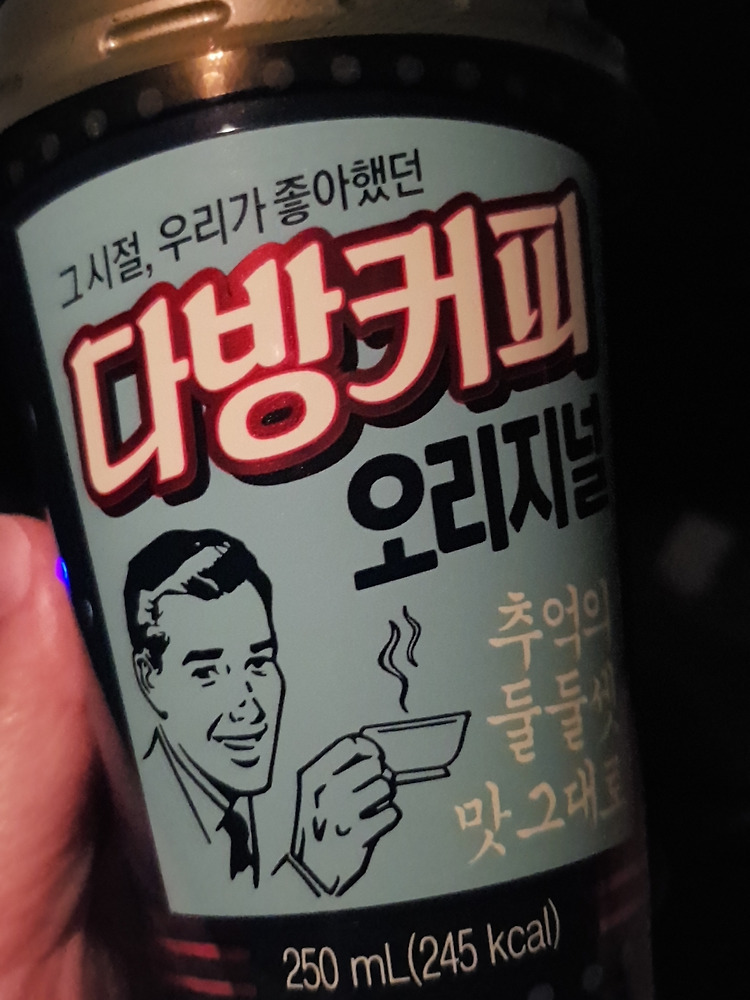 그시절, 우리가 좋아했던
다방커피
오리지널
추억의
둘둘셋
맛 그대로
250 mL(245 kcal)